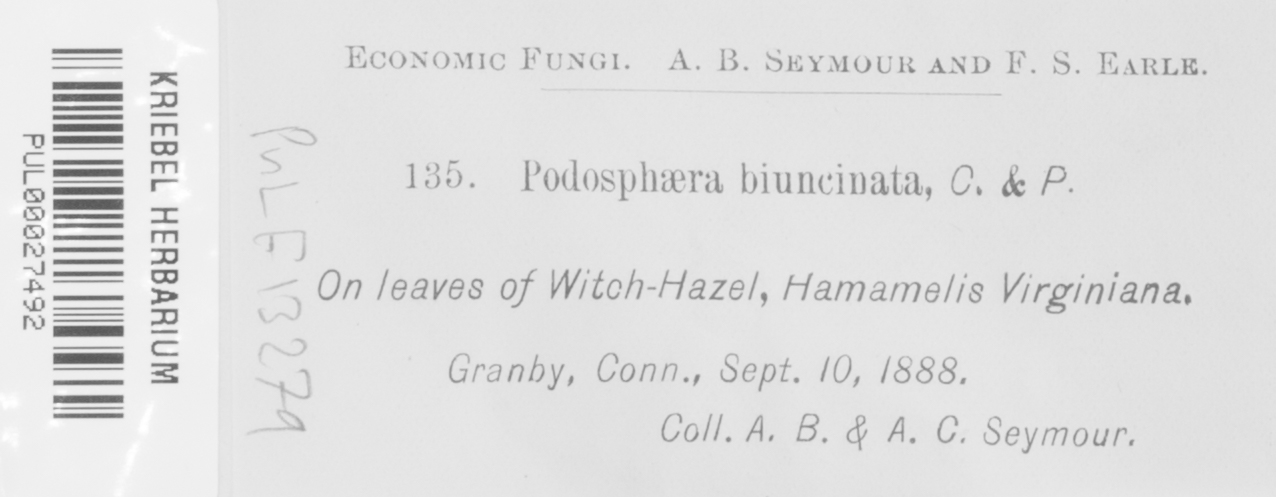 KRIEBEL HERBARIUM
PUL00027492
PUL F13279
ECONOMIC FUNGI. A. B. SEYMOUR AND F. S. EARLE.
135. Podosphæra biuncinata, C. & P.
On leaves of Witch-Hazel, Hamamelis Virginiana.
Granby, Conn., Sept. 10, 1888.
Coll. A. B. & A. C. Seymour.